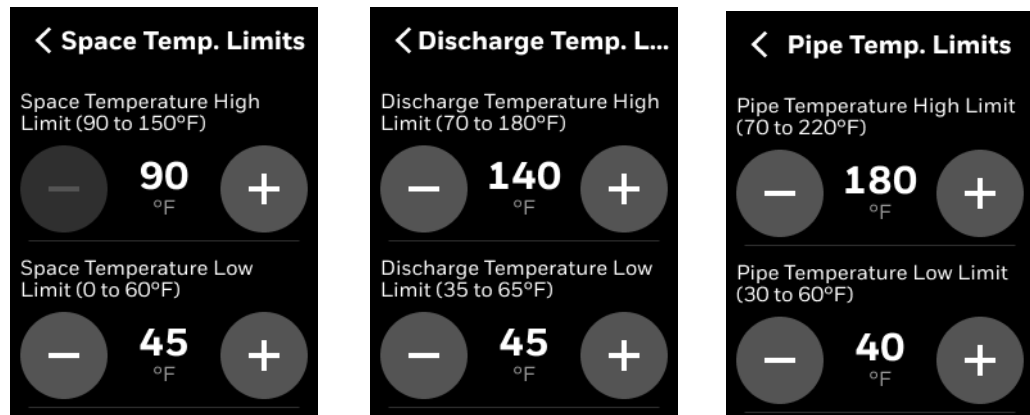 Space Temp. Limits
Space Temperature High
Limit (90 to 150°F)
90
°F
Space Temperature Low
Limit (0 to 60°F)
45
°F
Discharge Temp. L...
Discharge Temperature High
Limit (70 to 180°F)
140
°F
Discharge Temperature Low
Limit (35 to 65°F)
45
°F
Pipe Temp. Limits
Pipe Temperature High Limit
(70 to 220°F)
180
°F
Pipe Temperature Low Limit
(30 to 60°F)
40
°F